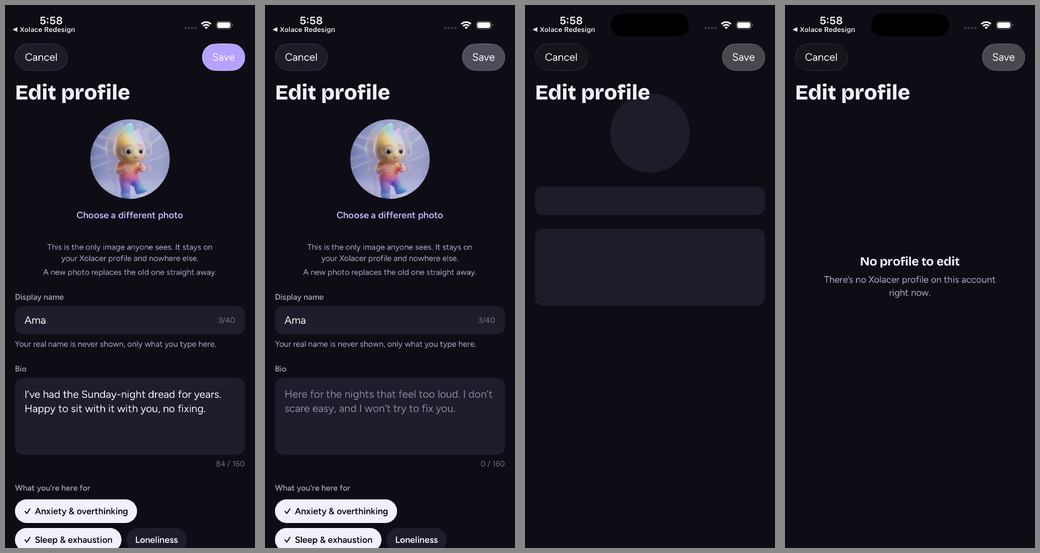 5:58
◀ Xolace Redesign
Cancel
Save
Edit profile
Choose a different photo
This is the only image anyone sees. It stays on
your Xolacer profile and nowhere else.
A new photo replaces the old one straight away.
Display name
Ama
3/40
Your real name is never shown, only what you type here.
Bio
I've had the Sunday-night dread for years.
Happy to sit with it with you, no fixing.
84 / 160
What you're here for
✓ Anxiety & overthinking
✓ Sleep & exhaustion
Loneliness
5:58
◀ Xolace Redesign
Cancel
Save
Edit profile
Choose a different photo
This is the only image anyone sees. It stays on
your Xolacer profile and nowhere else.
A new photo replaces the old one straight away.
Display name
Ama
3/40
Your real name is never shown, only what you type here.
Bio
Here for the nights that feel too loud. I don't
scare easy, and I won't try to fix you.
0 / 160
What you're here for
✓ Anxiety & overthinking
✓ Sleep & exhaustion
Loneliness
5:58
◀ Xolace Redesign
Cancel
Save
Edit profile
5:58
◀ Xolace Redesign
Cancel
Save
Edit profile
No profile to edit
There's no Xolacer profile on this account
right now.